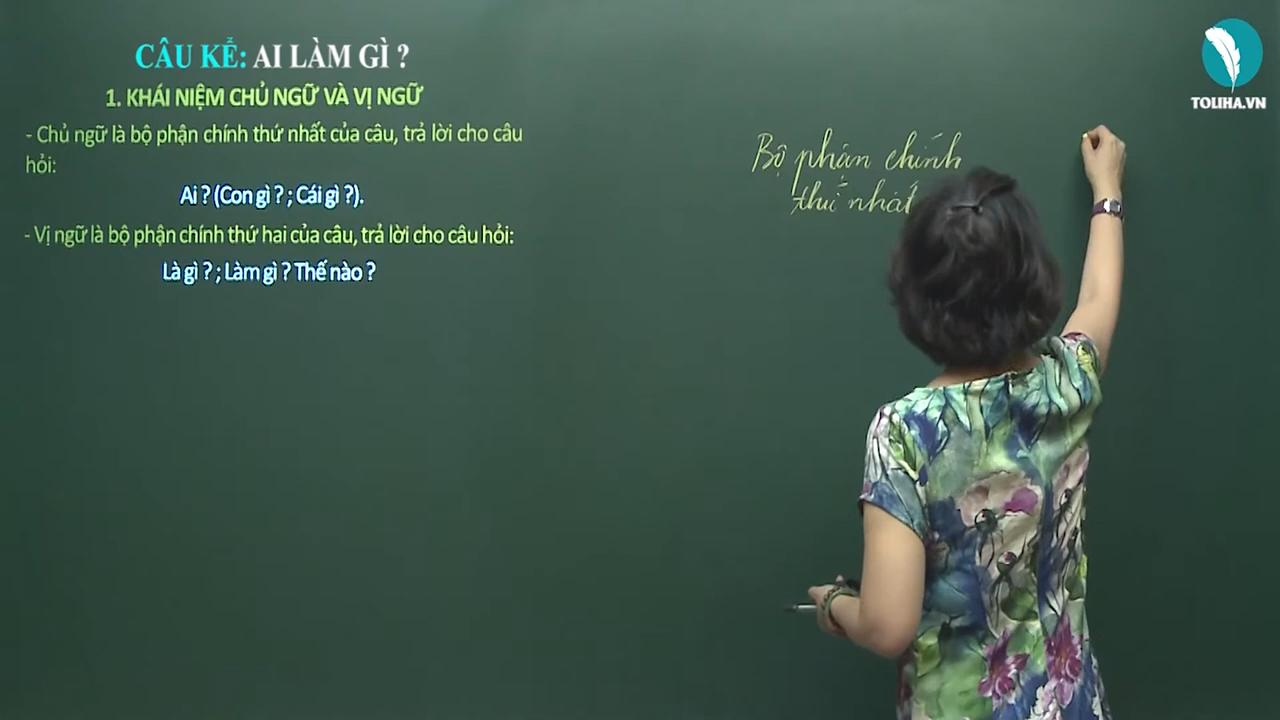 CÂU KỂ: AI LÀM GÌ ?
1. KHÁI NIỆM CHỦ NGỮ VÀ VỊ NGỮ
- Chủ ngữ là bộ phận chính thứ nhất của câu, trả lời cho câu
hỏi:
Ai ? (Con gì ? ; Cái gì ?).
- Vị ngữ là bộ phận chính thứ hai của câu, trả lời cho câu hỏi:
Là gì ? ; Làm gì ? Thế nào ?
Bộ phận chính
thứ nhất
TOLIHA.VN